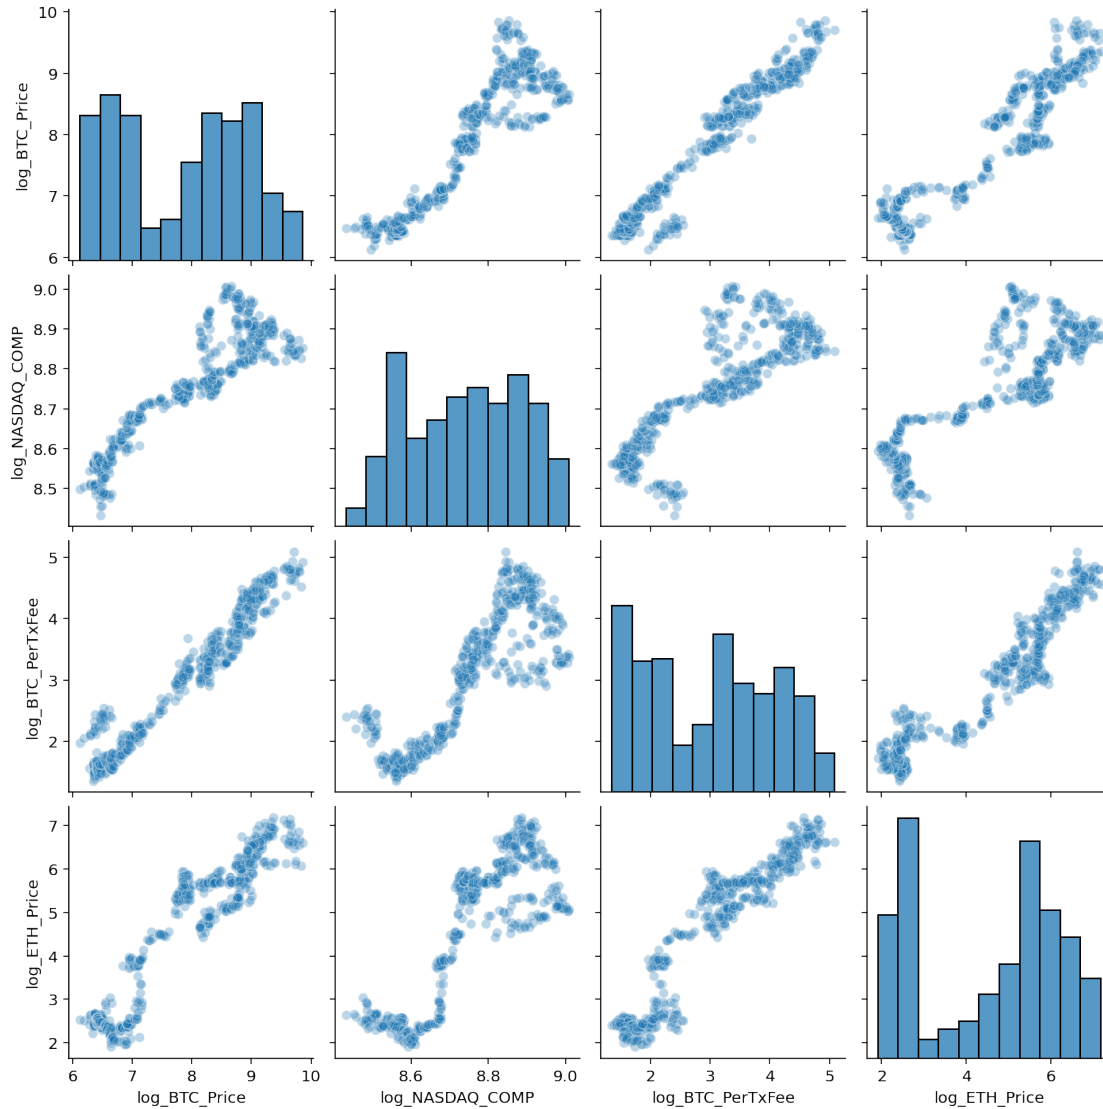 10
9
8
7
6
log_BTC_Price
9.0
8.9
8.8
8.7
8.6
8.5
log_NASDAQ_COMP
5
4
3
2
log_BTC_PerTxFee
7
6
5
4
3
2
log_ETH_Price
6 7 8 9 10
8.6 8.8 9.0
2 3 4 5
2 4 6
log_BTC_Price log_NASDAQ_COMP log_BTC_PerTxFee log_ETH_Price